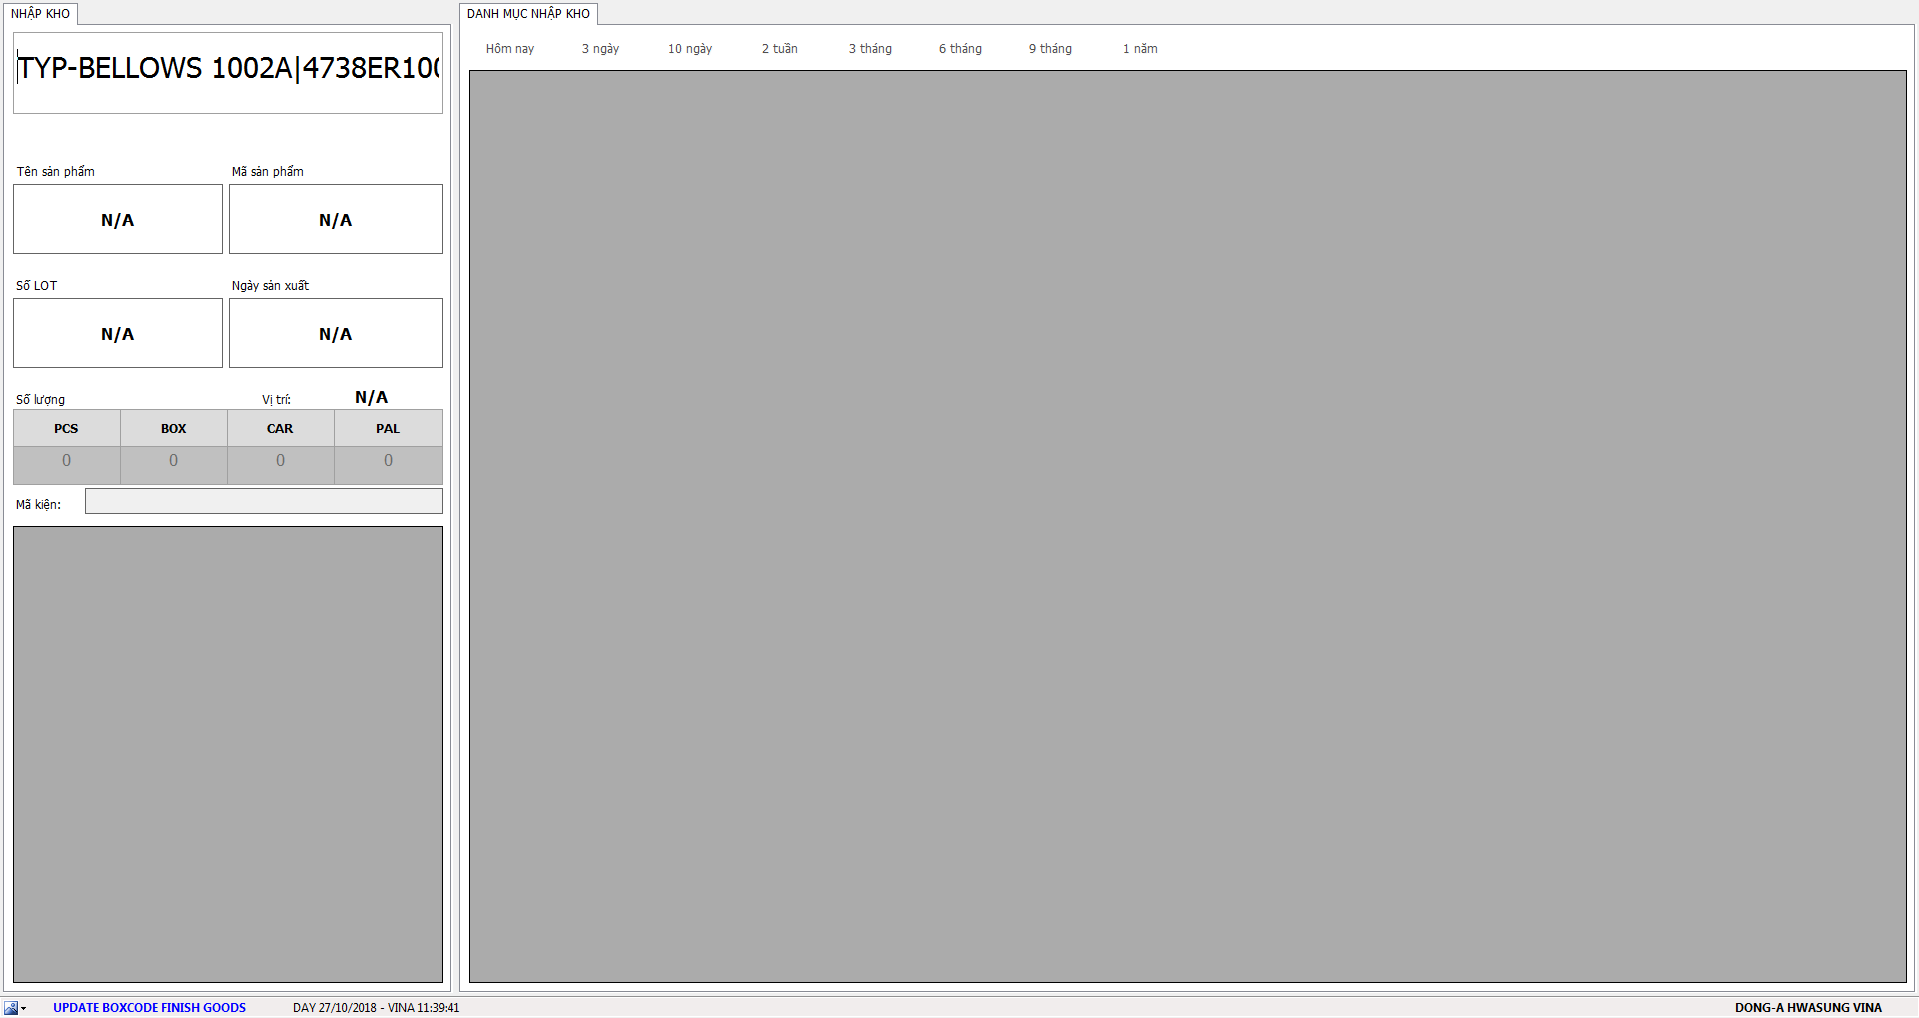 NHẬP KHO
TYP-BELLOWS 1002A|4738ER100
Tên sản phẩm
Mã sản phẩm
N/A
N/A
Số LOT
Ngày sản xuất
N/A
N/A
Số lượng
Vị trí:
N/A
PCS BOX CAR PAL
0 0 0 0
Mã kiện:
DANH MỤC NHẬP KHO
Hôm nay 3 ngày 10 ngày 2 tuần 3 tháng 6 tháng 9 tháng 1 năm
UPDATE BOXCODE FINISH GOODS
DAY 27/10/2018 - VINA 11:39:41
DONG-A HWASUNG VINA